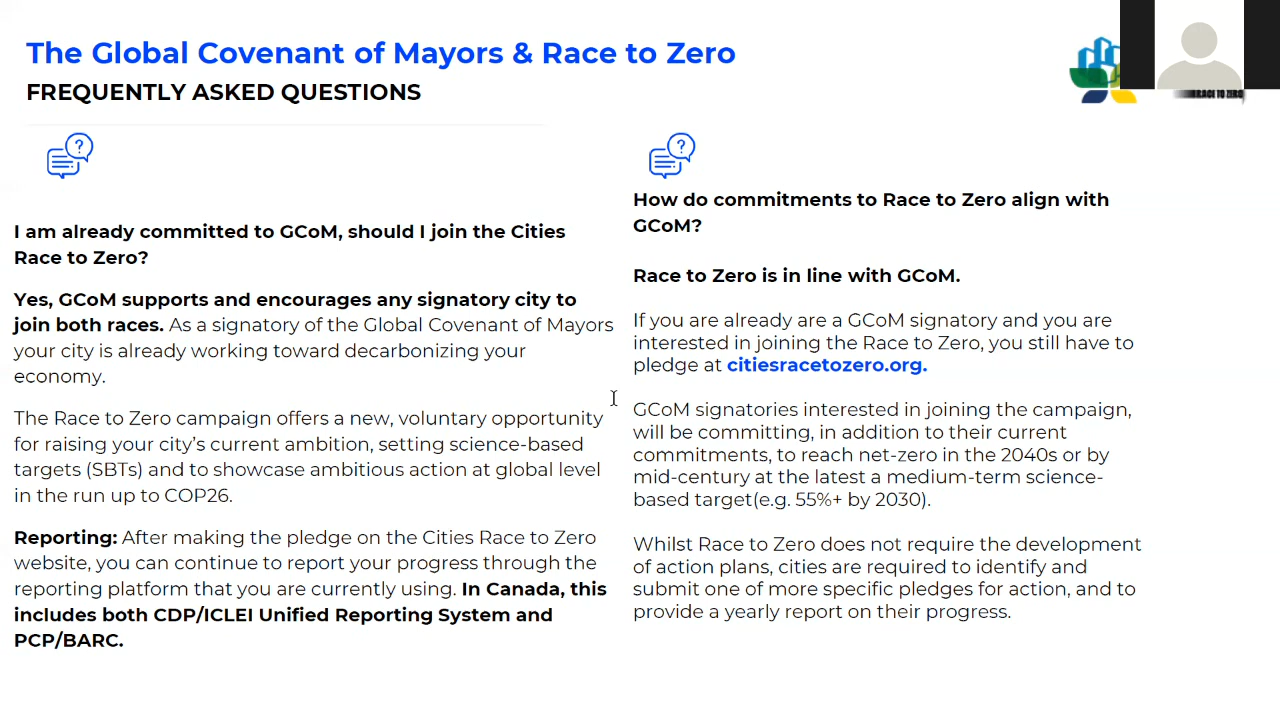 The Global Covenant of Mayors & Race to Zero
FREQUENTLY ASKED QUESTIONS
I am already committed to GCoM, should I join the Cities
Race to Zero?
Yes, GCoM supports and encourages any signatory city to
join both races. As a signatory of the Global Covenant of Mayors
your city is already working toward decarbonizing your
economy.
The Race to Zero campaign offers a new, voluntary opportunity
for raising your city’s current ambition, setting science-based
targets (SBTs) and to showcase ambitious action at global level
in the run up to COP26.
Reporting: After making the pledge on the Cities Race to Zero
website, you can continue to report your progress through the
reporting platform that you are currently using. In Canada, this
includes both CDP/ICLEI Unified Reporting System and
PCP/BARC.
How do commitments to Race to Zero align with
GCoM?
Race to Zero is in line with GCoM.
If you are already are a GCoM signatory and you are
interested in joining the Race to Zero, you still have to
pledge at citiesracetozero.org.
GCoM signatories interested in joining the campaign,
will be committing, in addition to their current
commitments, to reach net-zero in the 2040s or by
mid-century at the latest a medium-term science-
based target(e.g. 55%+ by 2030).
Whilst Race to Zero does not require the development
of action plans, cities are required to identify and
submit one of more specific pledges for action, and to
provide a yearly report on their progress.
RACE TO ZERO